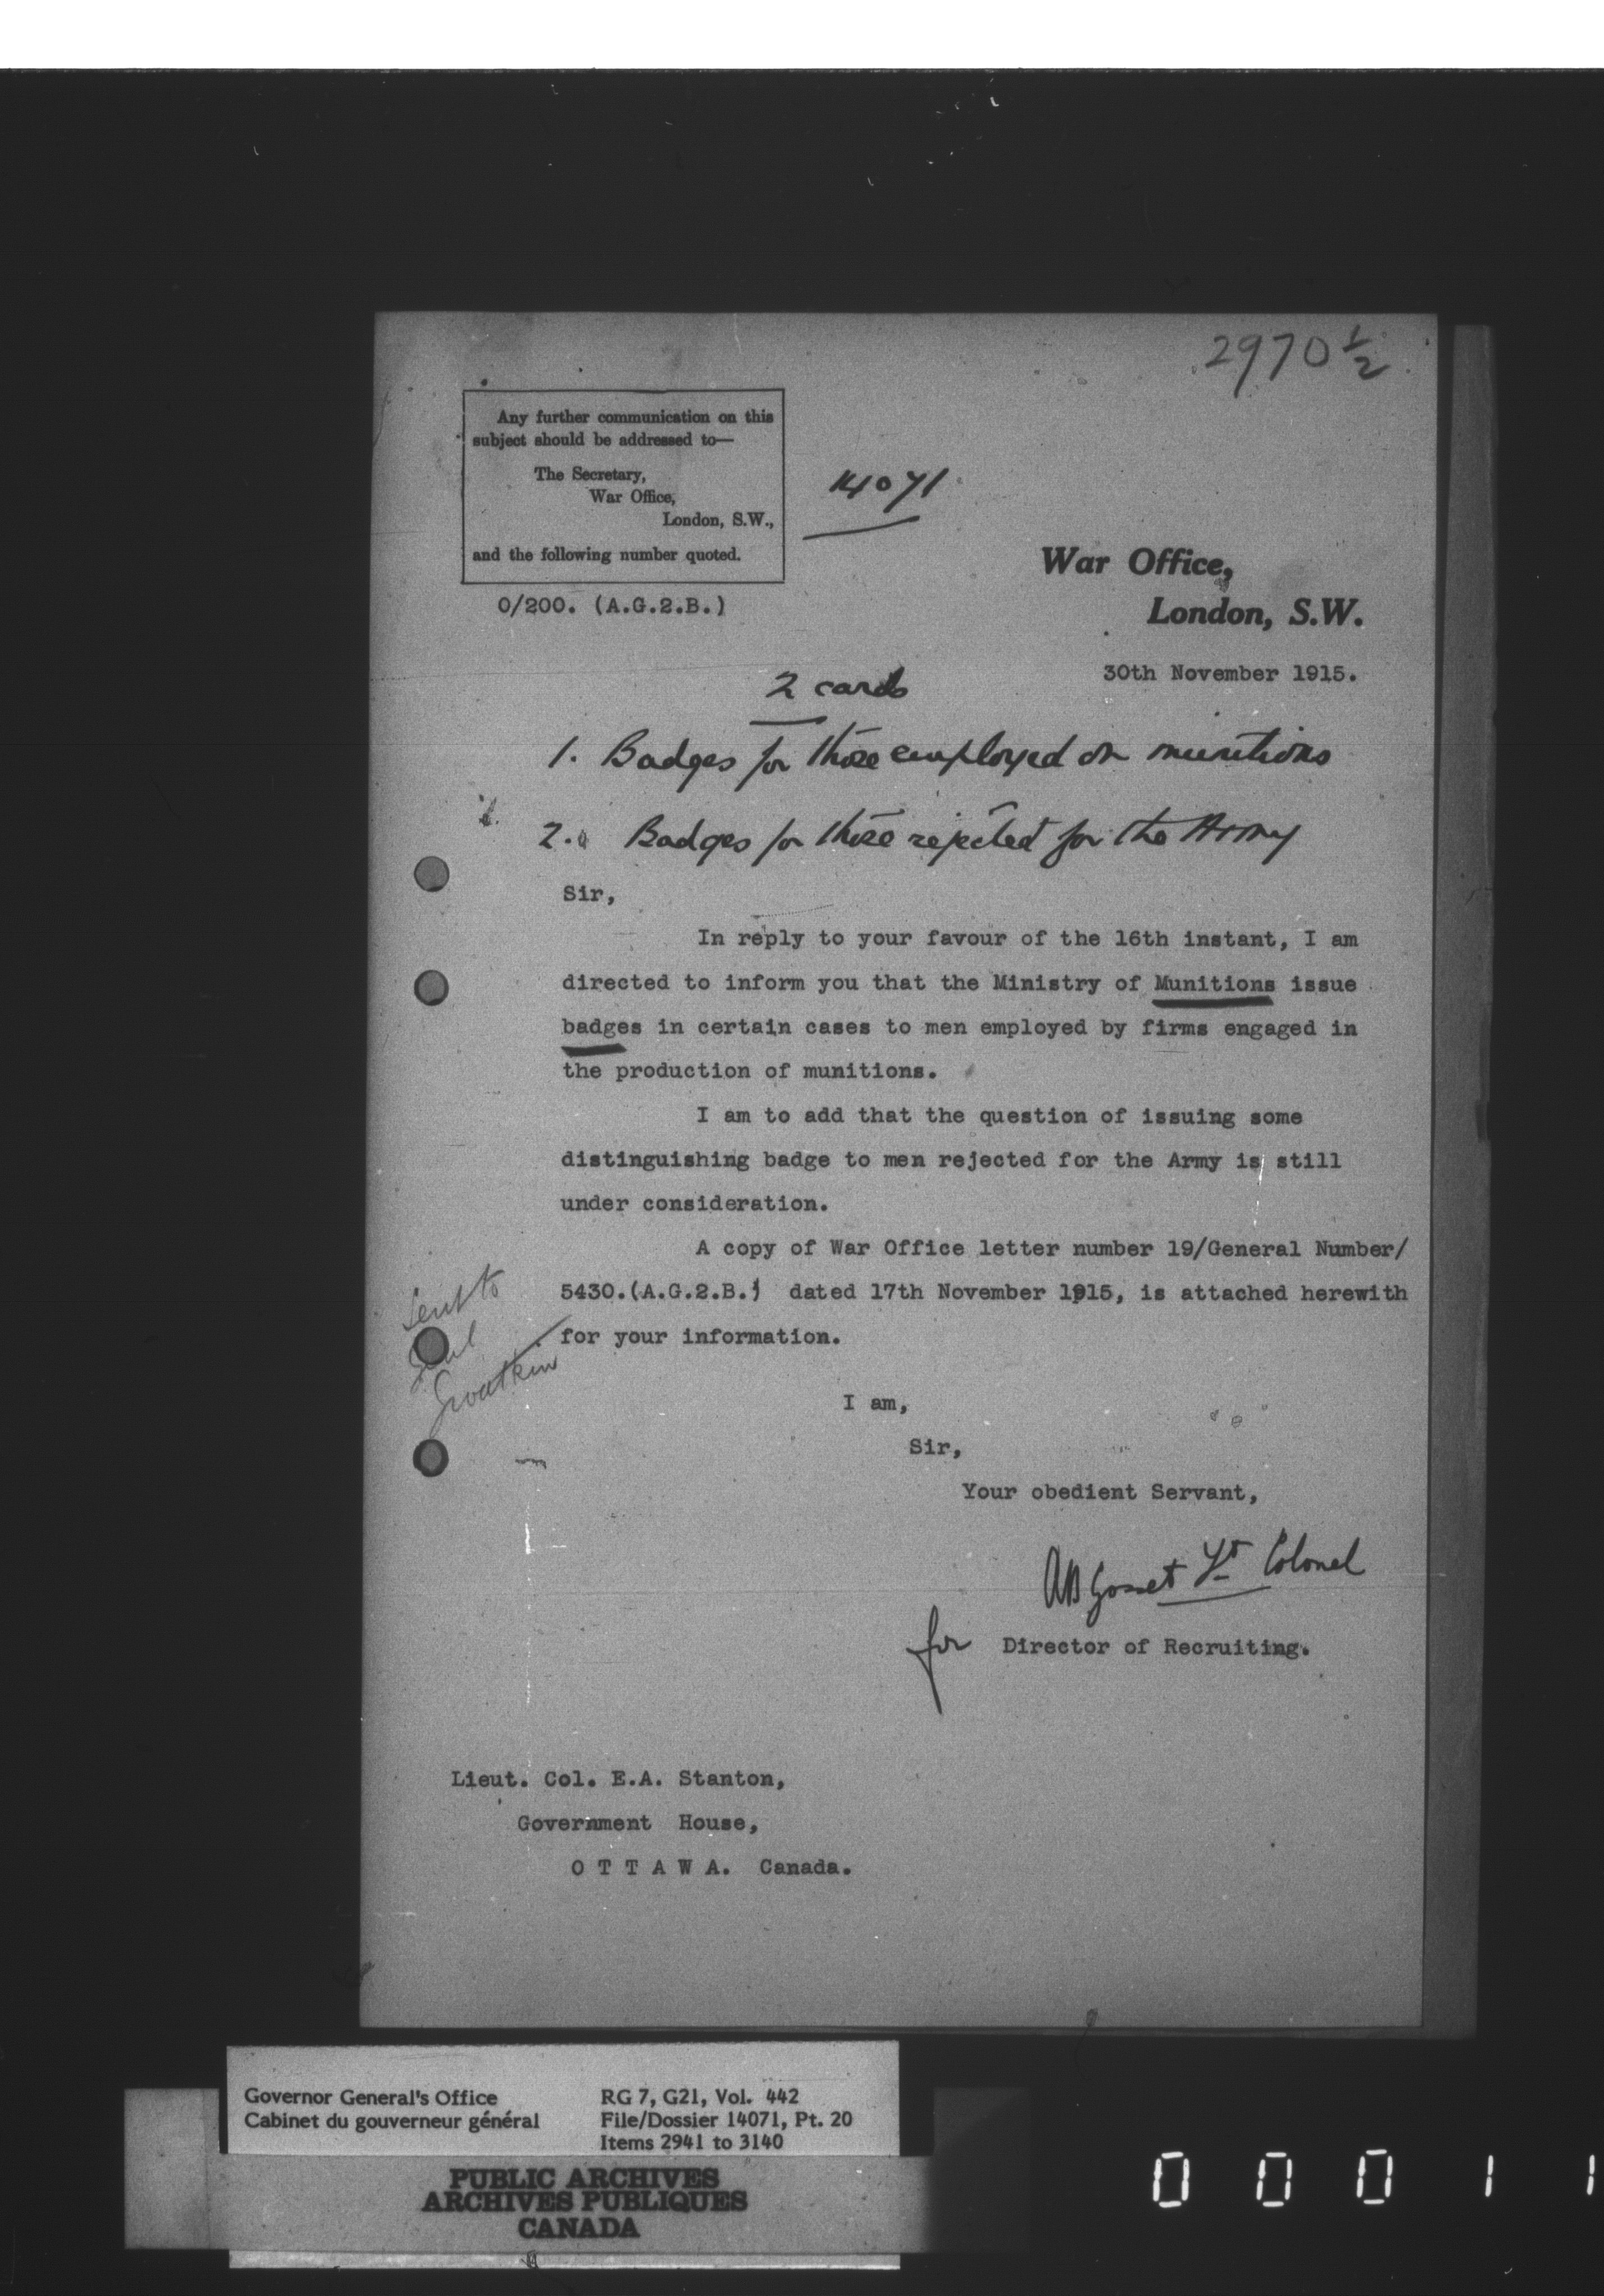 2970 ½
Any further communication on this
subject should be addressed to—
The Secretary,
War Office,
London, S.W.,
and the following number quoted.
14071
War Office,
London, S.W.
0/200. (A.G.2.B.)
30th November 1915.
2 cards
1. Badges for those employed on munitions
2. Badges for those rejected for the Army
Sir,
In reply to your favour of the 16th instant, I am
directed to inform you that the Ministry of Munitions issue
badges in certain cases to men employed by firms engaged in
the production of munitions.
I am to add that the question of issuing some
distinguishing badge to men rejected for the Army is still
under consideration.
A copy of War Office letter number 19/General Number/
5430.(A.G.2.B.) dated 17th November 1915, is attached herewith
for your information.
Sent to
Genl
Gwatkin
I am,
Sir,
Your obedient Servant,
AB Gosset Lt Colonel
for Director of Recruiting.
Lieut. Col. E.A. Stanton,
Government House,
O T T A W A. Canada.
Governor General's Office
Cabinet du gouverneur général
RG 7, G21, Vol. 442
File/Dossier 14071, Pt. 20
Items 2941 to 3140
PUBLIC ARCHIVES
ARCHIVES PUBLIQUES
CANADA
0 0 0 1 1